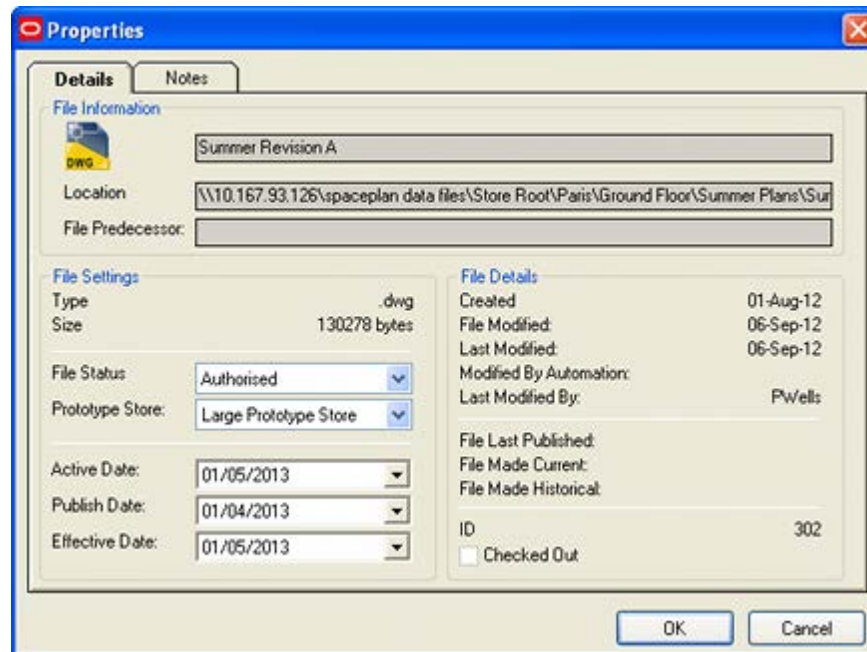 Properties
Details Notes
File Information
DWG
Summer Revision A
Location \\10.167.93.126\spaceplan data files\Store Root\Paris\Ground Floor\Summer Plans\Sur
File Predecessor:
File Settings
Type .dwg
Size 130278 bytes
File Status Authorised
Prototype Store: Large Prototype Store
Active Date: 01/05/2013
Publish Date: 01/04/2013
Effective Date: 01/05/2013
File Details
Created 01-Aug-12
File Modified: 06-Sep-12
Last Modified: 06-Sep-12
Modified By Automation:
Last Modified By: PWells
File Last Published:
File Made Current:
File Made Historical:
ID 302
Checked Out
OK Cancel